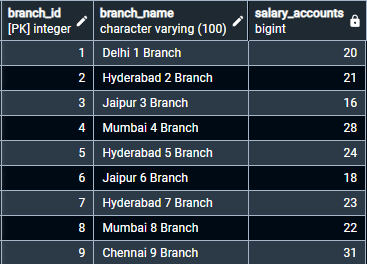 branch_id branch_name salary_accounts
[PK] integer character varying (100) bigint
1 Delhi 1 Branch 20
2 Hyderabad 2 Branch 21
3 Jaipur 3 Branch 16
4 Mumbai 4 Branch 28
5 Hyderabad 5 Branch 24
6 Jaipur 6 Branch 18
7 Hyderabad 7 Branch 23
8 Mumbai 8 Branch 22
9 Chennai 9 Branch 31